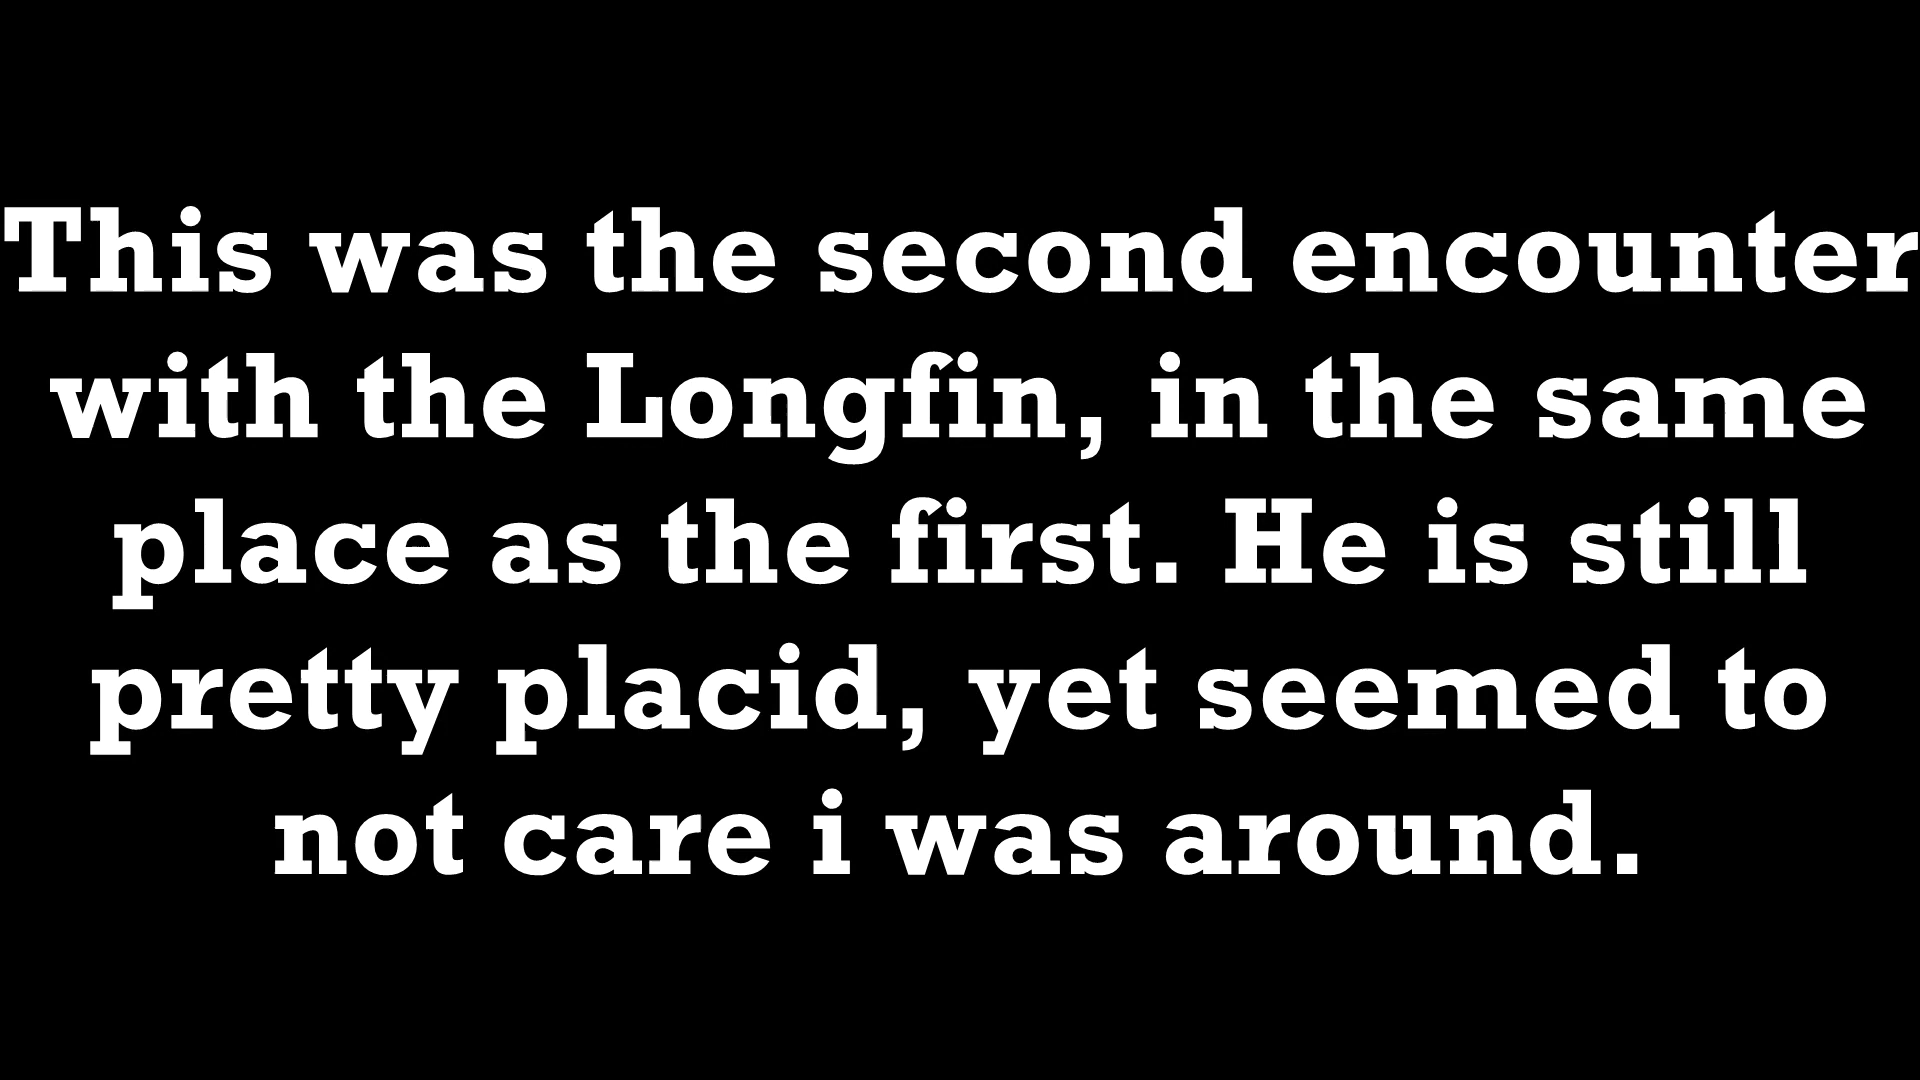 This was the second encounter
with the Longfin, in the same
place as the first. He is still
pretty placid, yet seemed to
not care i was around.